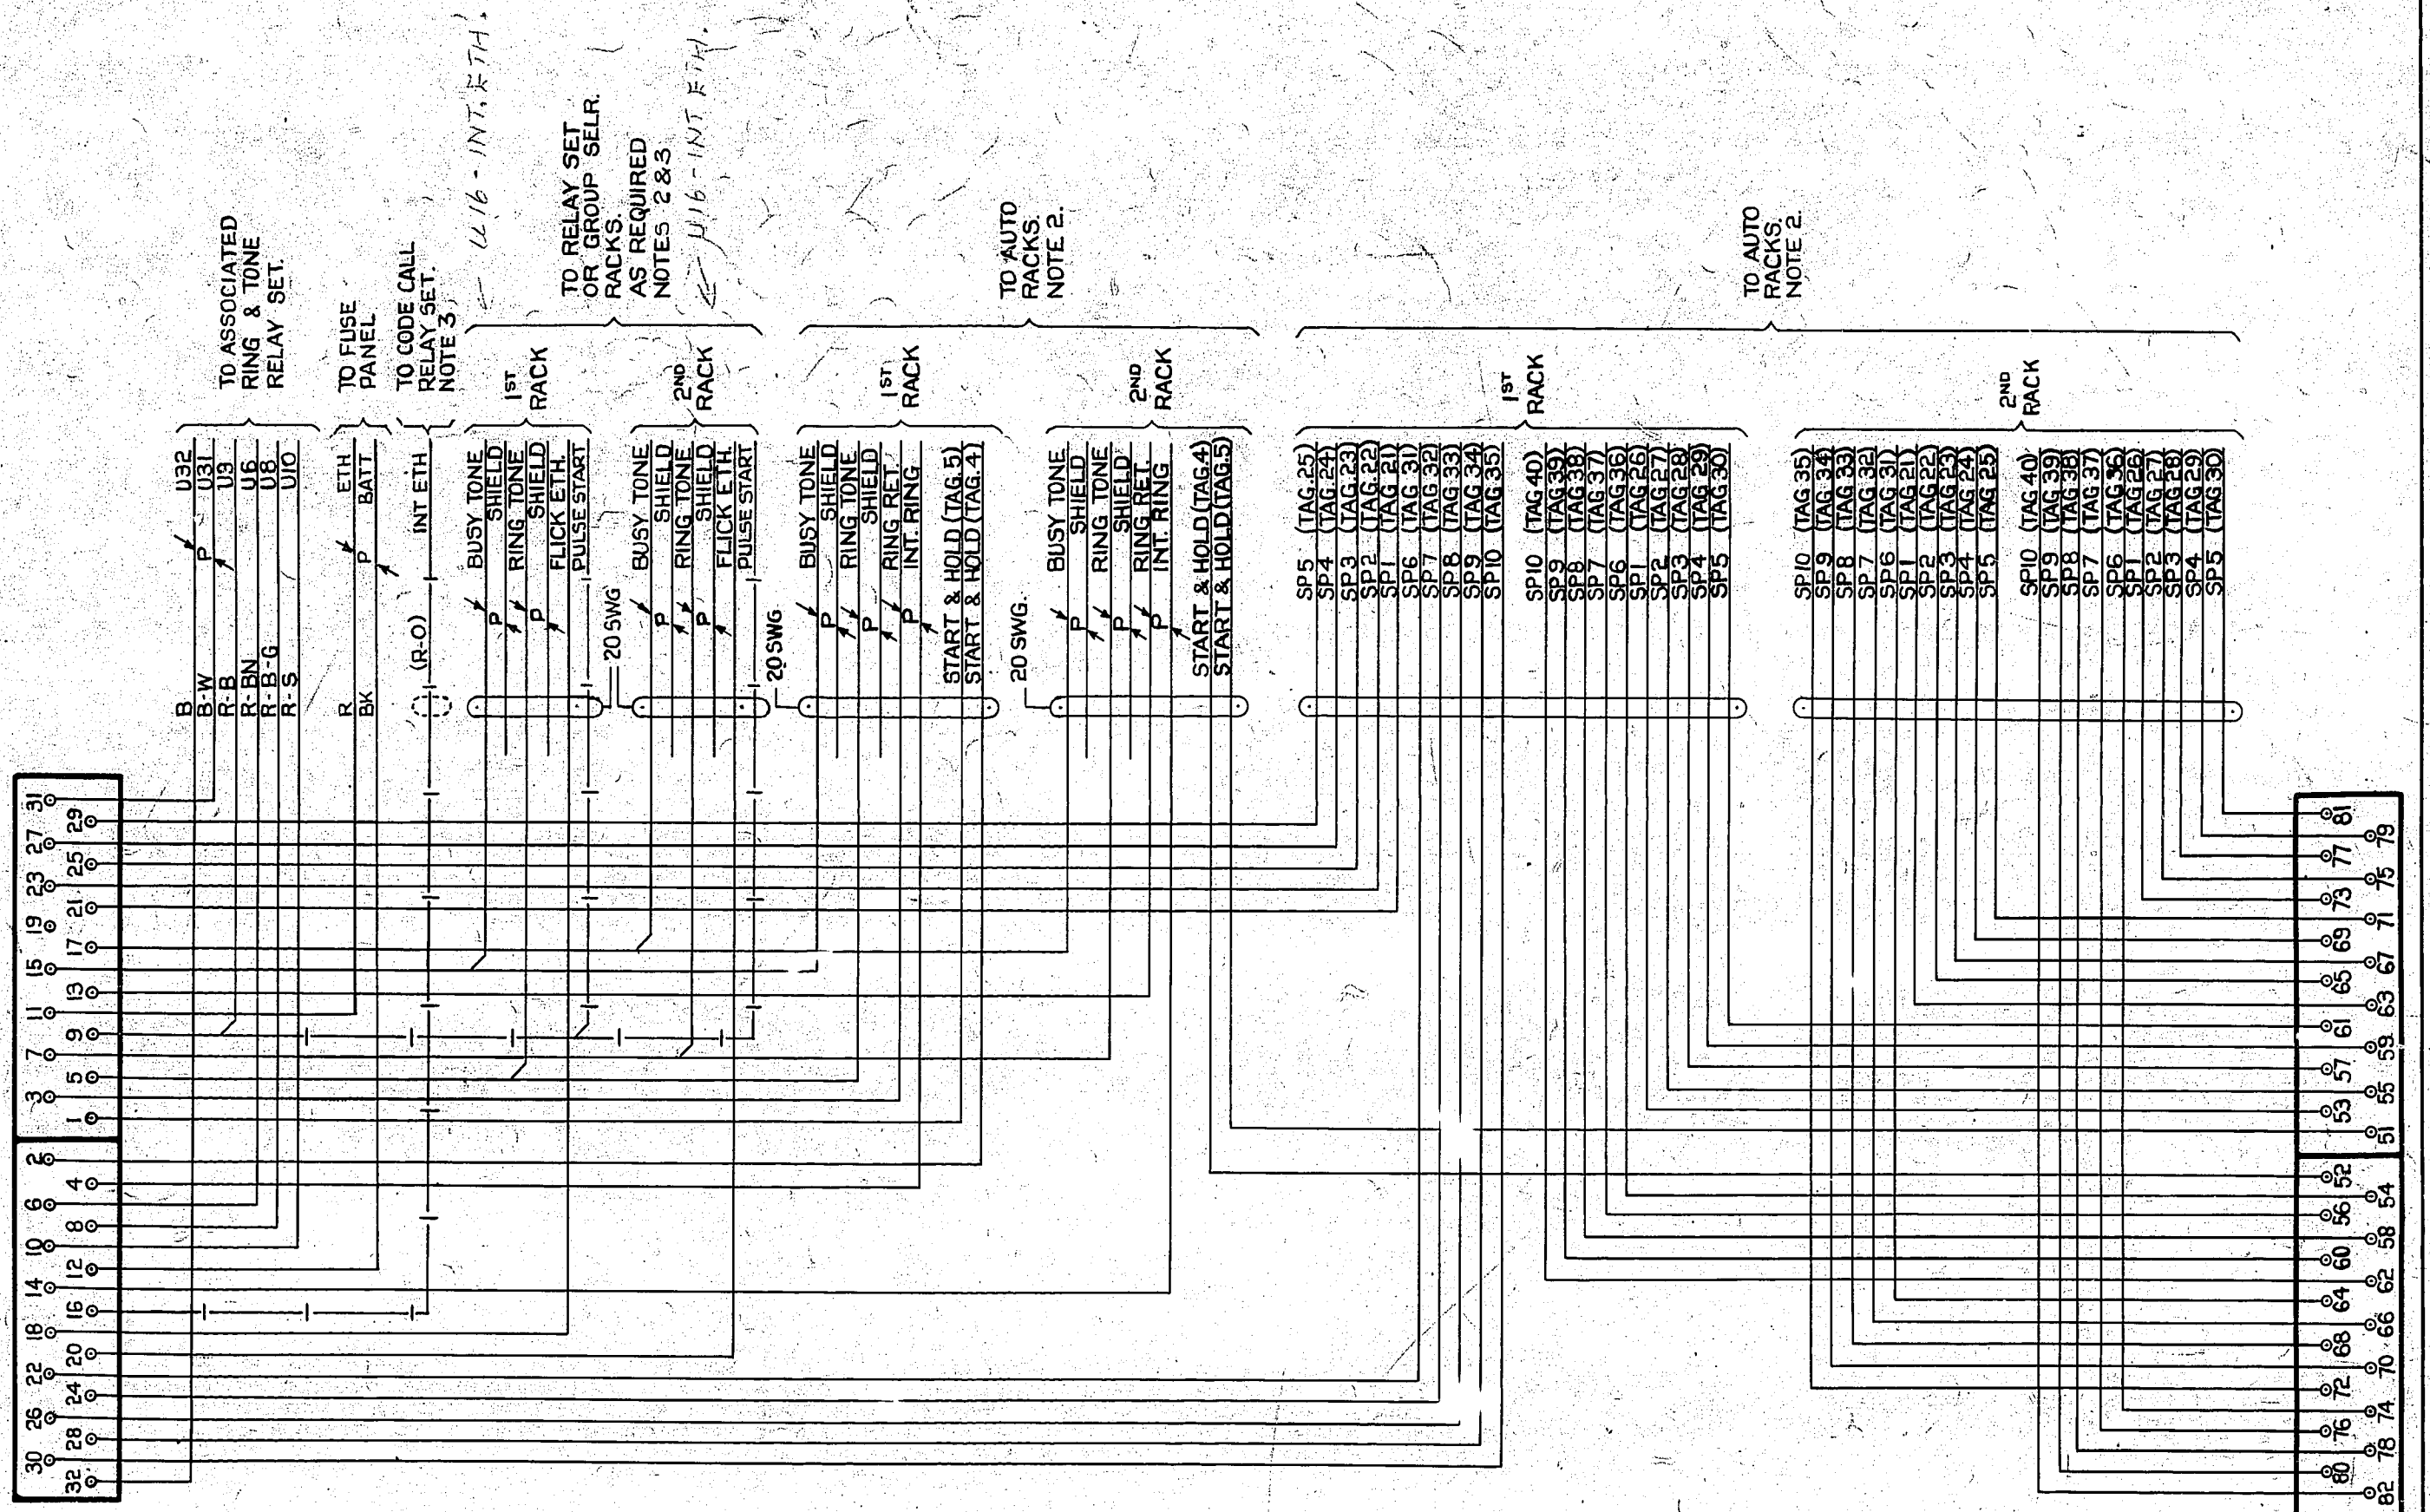 U16 - INT. ETH.
U16 - INT ETH.
TO ASSOCIATED
RING & TONE
RELAY SET.
TO FUSE
PANEL
TO CODE CALL
RELAY SET.
NOTE 3.
TO RELAY SET
OR GROUP SELR.
RACKS.
AS REQUIRED
NOTES 2 & 3
TO AUTO
RACKS.
NOTE 2.
TO AUTO
RACKS.
NOTE 2.
1ST
RACK
2ND
RACK
1ST
RACK
2ND
RACK
1ST
RACK
2ND
RACK
B U32
B-W P U31
R-B U3
R-BN U6
R-B-G U8
R-S U10
R ETH
BK P BATT
(R-O) INT ETH
BUSY TONE
P SHIELD
RING TONE
P SHIELD
FLICK ETH.
PULSE START
20 SWG
BUSY TONE
P SHIELD
RING TONE
P SHIELD
FLICK ETH.
PULSE START
20 SWG
BUSY TONE
P SHIELD
RING TONE
P SHIELD
RING RET.
P INT. RING
START & HOLD (TAG. 5)
START & HOLD (TAG. 4)
20 SWG.
BUSY TONE
P SHIELD
RING TONE
P SHIELD
RING RET.
P INT. RING
START & HOLD (TAG.4)
START & HOLD (TAG.5)
SP5 (TAG.25)
SP4 (TAG.24)
SP3 (TAG.23)
SP2 (TAG.22)
SP1 (TAG 21)
SP6 (TAG 31)
SP7 (TAG 32)
SP8 (TAG.33)
SP9 (TAG 34)
SP10 (TAG 35)
SP10 (TAG 40)
SP9 (TAG 39)
SP8 (TAG 38)
SP7 (TAG 37)
SP6 (TAG 36)
SP1 (TAG 26)
SP2 (TAG 27)
SP3 (TAG 28)
SP4 (TAG 29)
SP5 (TAG 30)
SP10 (TAG 35)
SP9 (TAG 34)
SP8 (TAG 33)
SP7 (TAG 32)
SP6 (TAG 31)
SP1 (TAG 21)
SP2 (TAG 22)
SP3 (TAG 23)
SP4 (TAG 24)
SP5 (TAG 25)
SP10 (TAG 40)
SP9 (TAG 39)
SP8 (TAG 38)
SP7 (TAG 37)
SP6 (TAG 36)
SP1 (TAG 26)
SP2 (TAG 27)
SP3 (TAG 28)
SP4 (TAG 29)
SP5 (TAG 30)
30 26 22 18 14 10 6 2 3 7 11 15 19 23 27 31
32 28 24 20 16 12 8 4 1 5 9 13 17 21 25 29
80 76 72 68 64 60 56 52 53 57 61 65 69 73 77 81
82 78 74 70 66 62 58 54 51 55 59 63 67 71 75 79